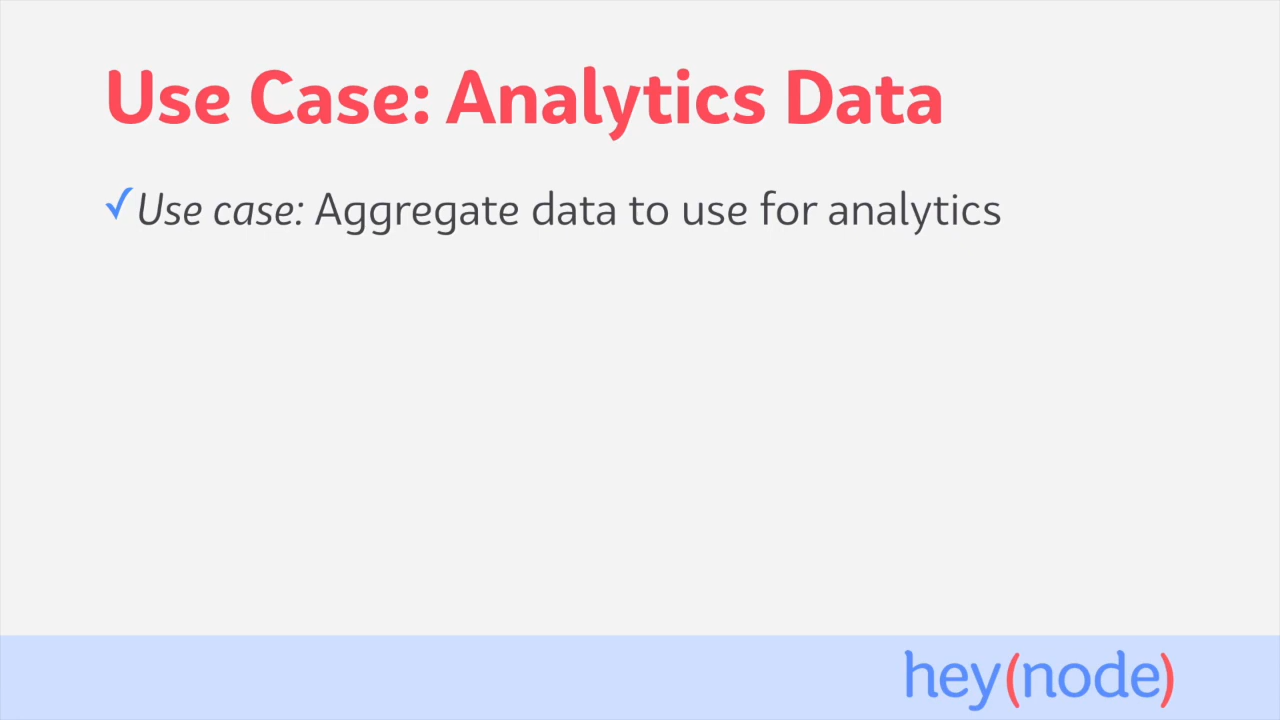 Use Case: Analytics Data
✓Use case: Aggregate data to use for analytics
hey(node)